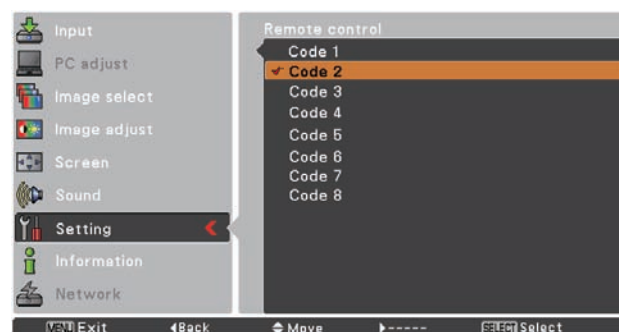 Input
PC adjust
Image select
Image adjust
Screen
Sound
Setting
Information
Network
Remote control
Code 1
Code 2
Code 3
Code 4
Code 5
Code 6
Code 7
Code 8
MENU Exit ◀Back Move ▶----- SELECT Select